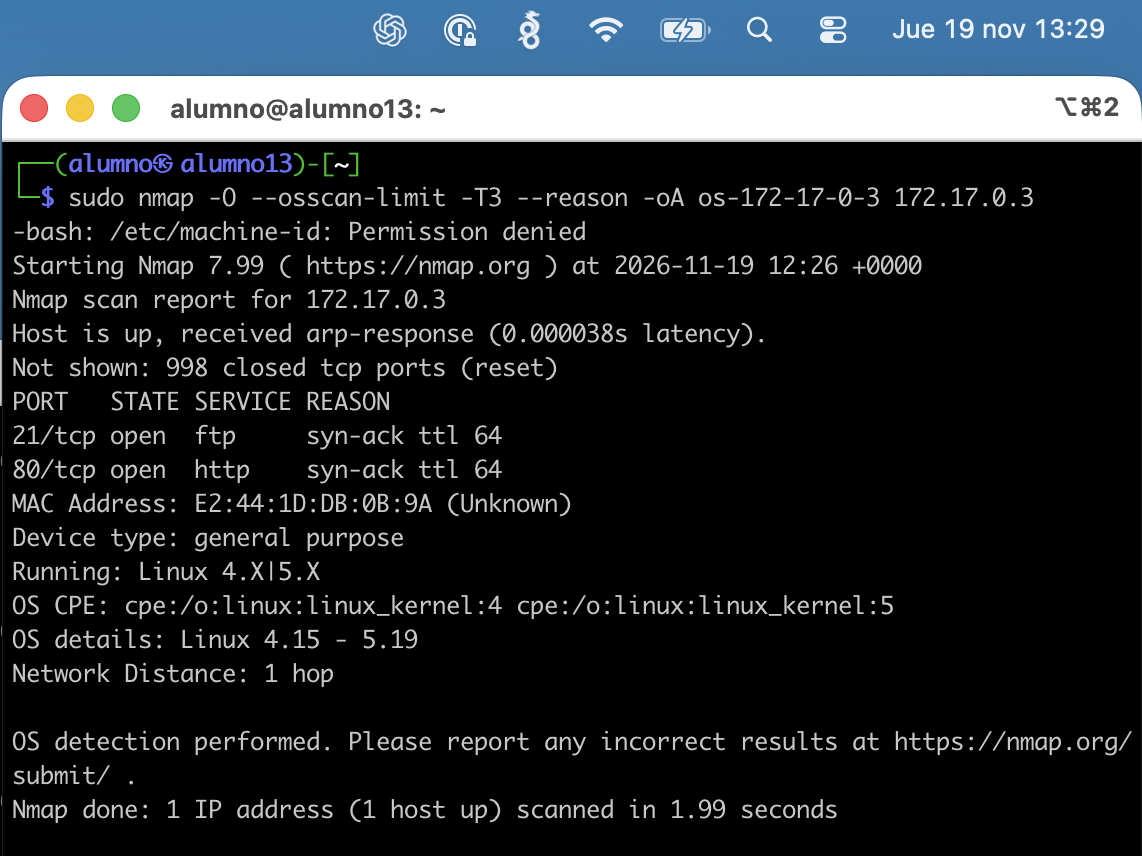 Jue 19 nov 13:29
alumno@alumno13: ~ ⌥⌘2
┌──(alumno㉿ alumno13)-[~]
└─$ sudo nmap -O --osscan-limit -T3 --reason -oA os-172-17-0-3 172.17.0.3
-bash: /etc/machine-id: Permission denied
Starting Nmap 7.99 ( https://nmap.org ) at 2026-11-19 12:26 +0000
Nmap scan report for 172.17.0.3
Host is up, received arp-response (0.000038s latency).
Not shown: 998 closed tcp ports (reset)
PORT   STATE SERVICE REASON
21/tcp open  ftp     syn-ack ttl 64
80/tcp open  http    syn-ack ttl 64
MAC Address: E2:44:1D:DB:0B:9A (Unknown)
Device type: general purpose
Running: Linux 4.X|5.X
OS CPE: cpe:/o:linux:linux_kernel:4 cpe:/o:linux:linux_kernel:5
OS details: Linux 4.15 - 5.19
Network Distance: 1 hop
OS detection performed. Please report any incorrect results at https://nmap.org/
submit/ .
Nmap done: 1 IP address (1 host up) scanned in 1.99 seconds